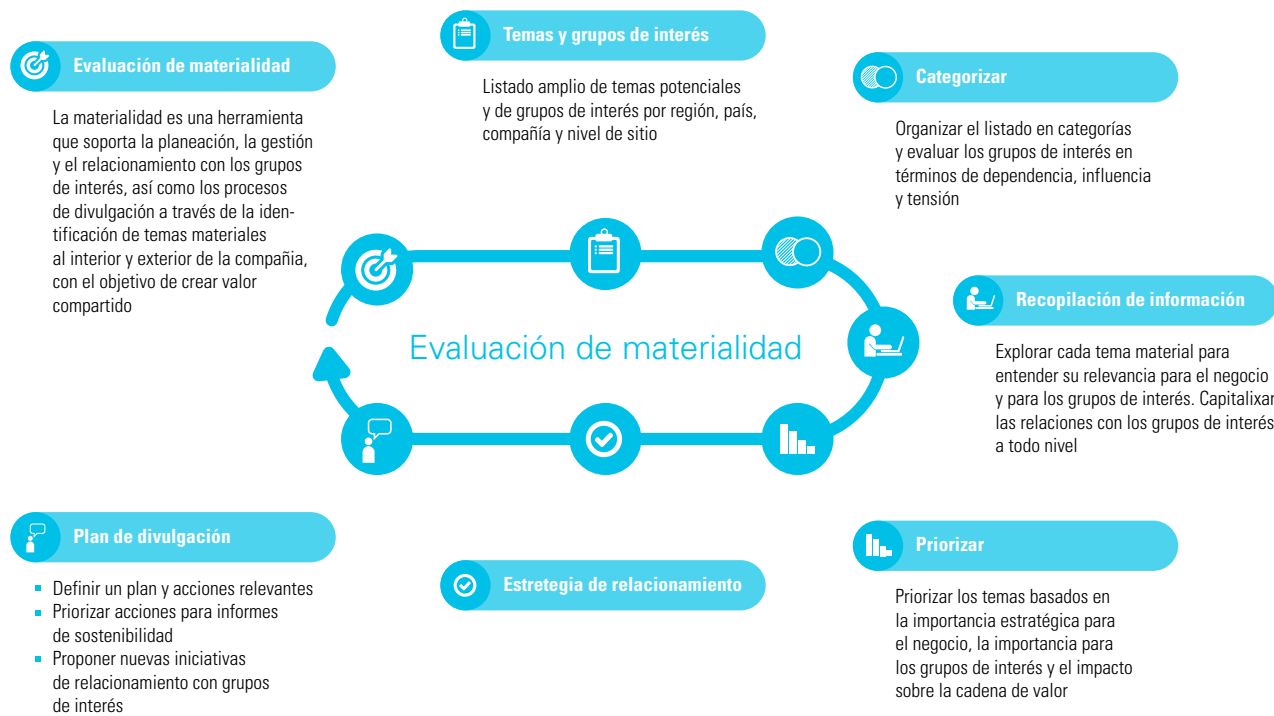 Evaluación de materialidad
La materialidad es una herramienta
que soporta la planeación, la gestión
y el relacionamiento con los grupos
de interés, así como los procesos
de divulgación a través de la iden-
tificación de temas materiales
al interior y exterior de la compañia,
con el objetivo de crear valor
compartido
Temas y grupos de interés
Listado amplio de temas potenciales
y de grupos de interés por región, país,
compañía y nivel de sitio
Categorizar
Organizar el listado en categorías
y evaluar los grupos de interés en
términos de dependencia, influencia
y tensión
Recopilación de información
Explorar cada tema material para
entender su relevancia para el negocio
y para los grupos de interés. Capitalixar
las relaciones con los grupos de interés
a todo nivel
Evaluación de materialidad
Priorizar
Priorizar los temas basados en
la importancia estratégica para
el negocio, la importancia para
los grupos de interés y el impacto
sobre la cadena de valor
Estretegia de relacionamiento
Plan de divulgación
Definir un plan y acciones relevantes
Priorizar acciones para informes
de sostenibilidad
Proponer nuevas iniciativas
de relacionamiento con grupos
de interés